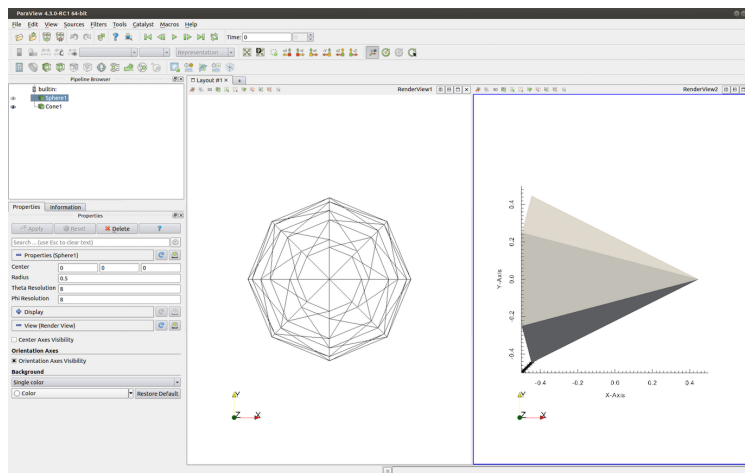 ParaView 4.3.0-RC1 64-bit
File Edit View Sources Filters Tools Catalyst Macros Help
Time: 0
Representation
Pipeline Browser
Layout #1
builtin:
RenderView1
RenderView2
Sphere1
Cone1
Properties Information
Properties
Apply Reset Delete ?
Search ... (use Esc to clear text)
Properties (Sphere1)
Center 0 0 0
Radius 0.5
Theta Resolution 8
Phi Resolution 8
Display
View (Render View)
Center Axes Visibility
Orientation Axes
Orientation Axes Visibility
Background
Single color
Color Restore Default
Y
Z X
Y-Axis
0.4
0.2
0.0
-0.2
-0.4
-0.4 -0.2 0.0 0.2 0.4
X-Axis
Y
Z X